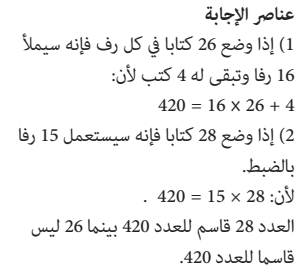 عناصر الإجابة
1) إذا وضع 26 كتابا في كل رف فإنه سيملأ
16 رفا وتبقى له 4 كتب لأن:
420 = 16 × 26 + 4
2) إذا وضع 28 كتابا فإنه سيستعمل 15 رفا
بالضبط.
لأن: 28 × 15 = 420 .
العدد 28 قاسم للعدد 420 بينما 26 ليس
قاسما للعدد 420.